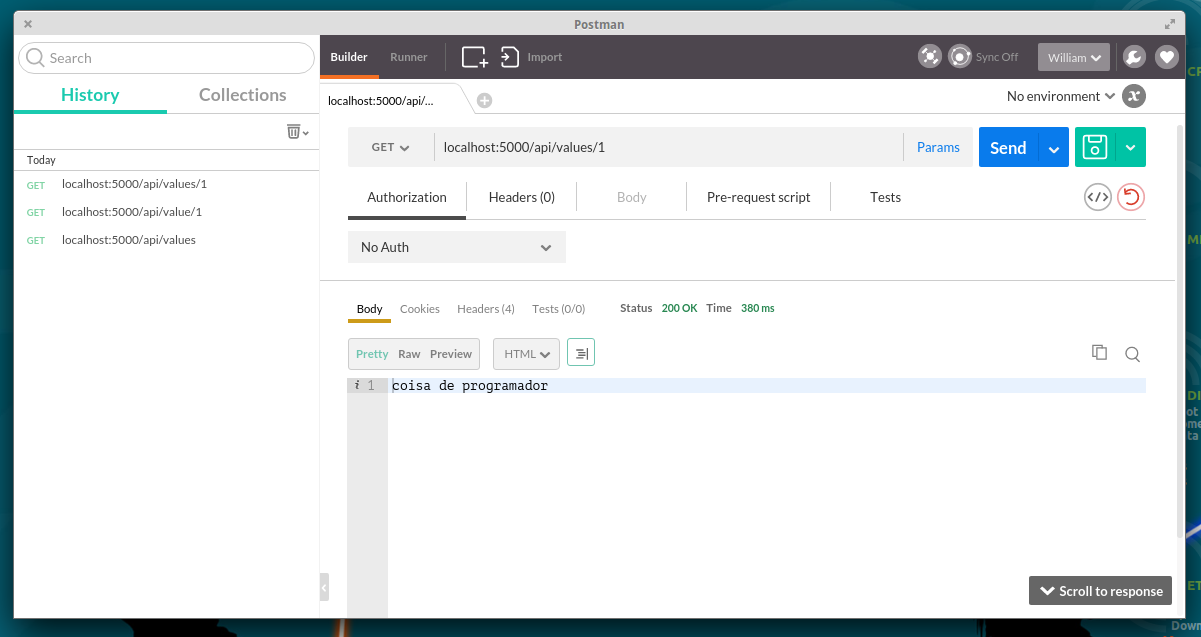 Postman
Search
Builder
Runner
Import
Sync Off
William
History
Collections
localhost:5000/api/...
No environment
Today
GET localhost:5000/api/values/1
GET localhost:5000/api/value/1
GET localhost:5000/api/values
GET
localhost:5000/api/values/1
Params
Send
Authorization
Headers (0)
Body
Pre-request script
Tests
No Auth
Body
Cookies
Headers (4)
Tests (0/0)
Status 200 OK Time 380 ms
Pretty Raw Preview
HTML
i 1 coisa de programador
Scroll to response
Down